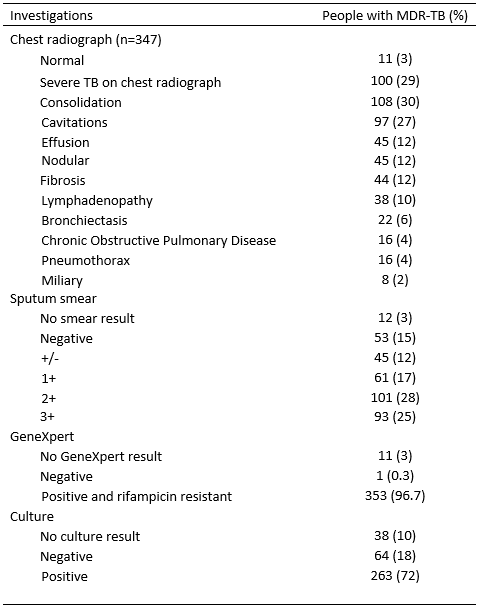 Investigations People with MDR-TB (%)
Chest radiograph (n=347)
Normal 11 (3)
Severe TB on chest radiograph 100 (29)
Consolidation 108 (30)
Cavitations 97 (27)
Effusion 45 (12)
Nodular 45 (12)
Fibrosis 44 (12)
Lymphadenopathy 38 (10)
Bronchiectasis 22 (6)
Chronic Obstructive Pulmonary Disease 16 (4)
Pneumothorax 16 (4)
Miliary 8 (2)
Sputum smear
No smear result 12 (3)
Negative 53 (15)
+/- 45 (12)
1+ 61 (17)
2+ 101 (28)
3+ 93 (25)
GeneXpert
No GeneXpert result 11 (3)
Negative 1 (0.3)
Positive and rifampicin resistant 353 (96.7)
Culture
No culture result 38 (10)
Negative 64 (18)
Positive 263 (72)